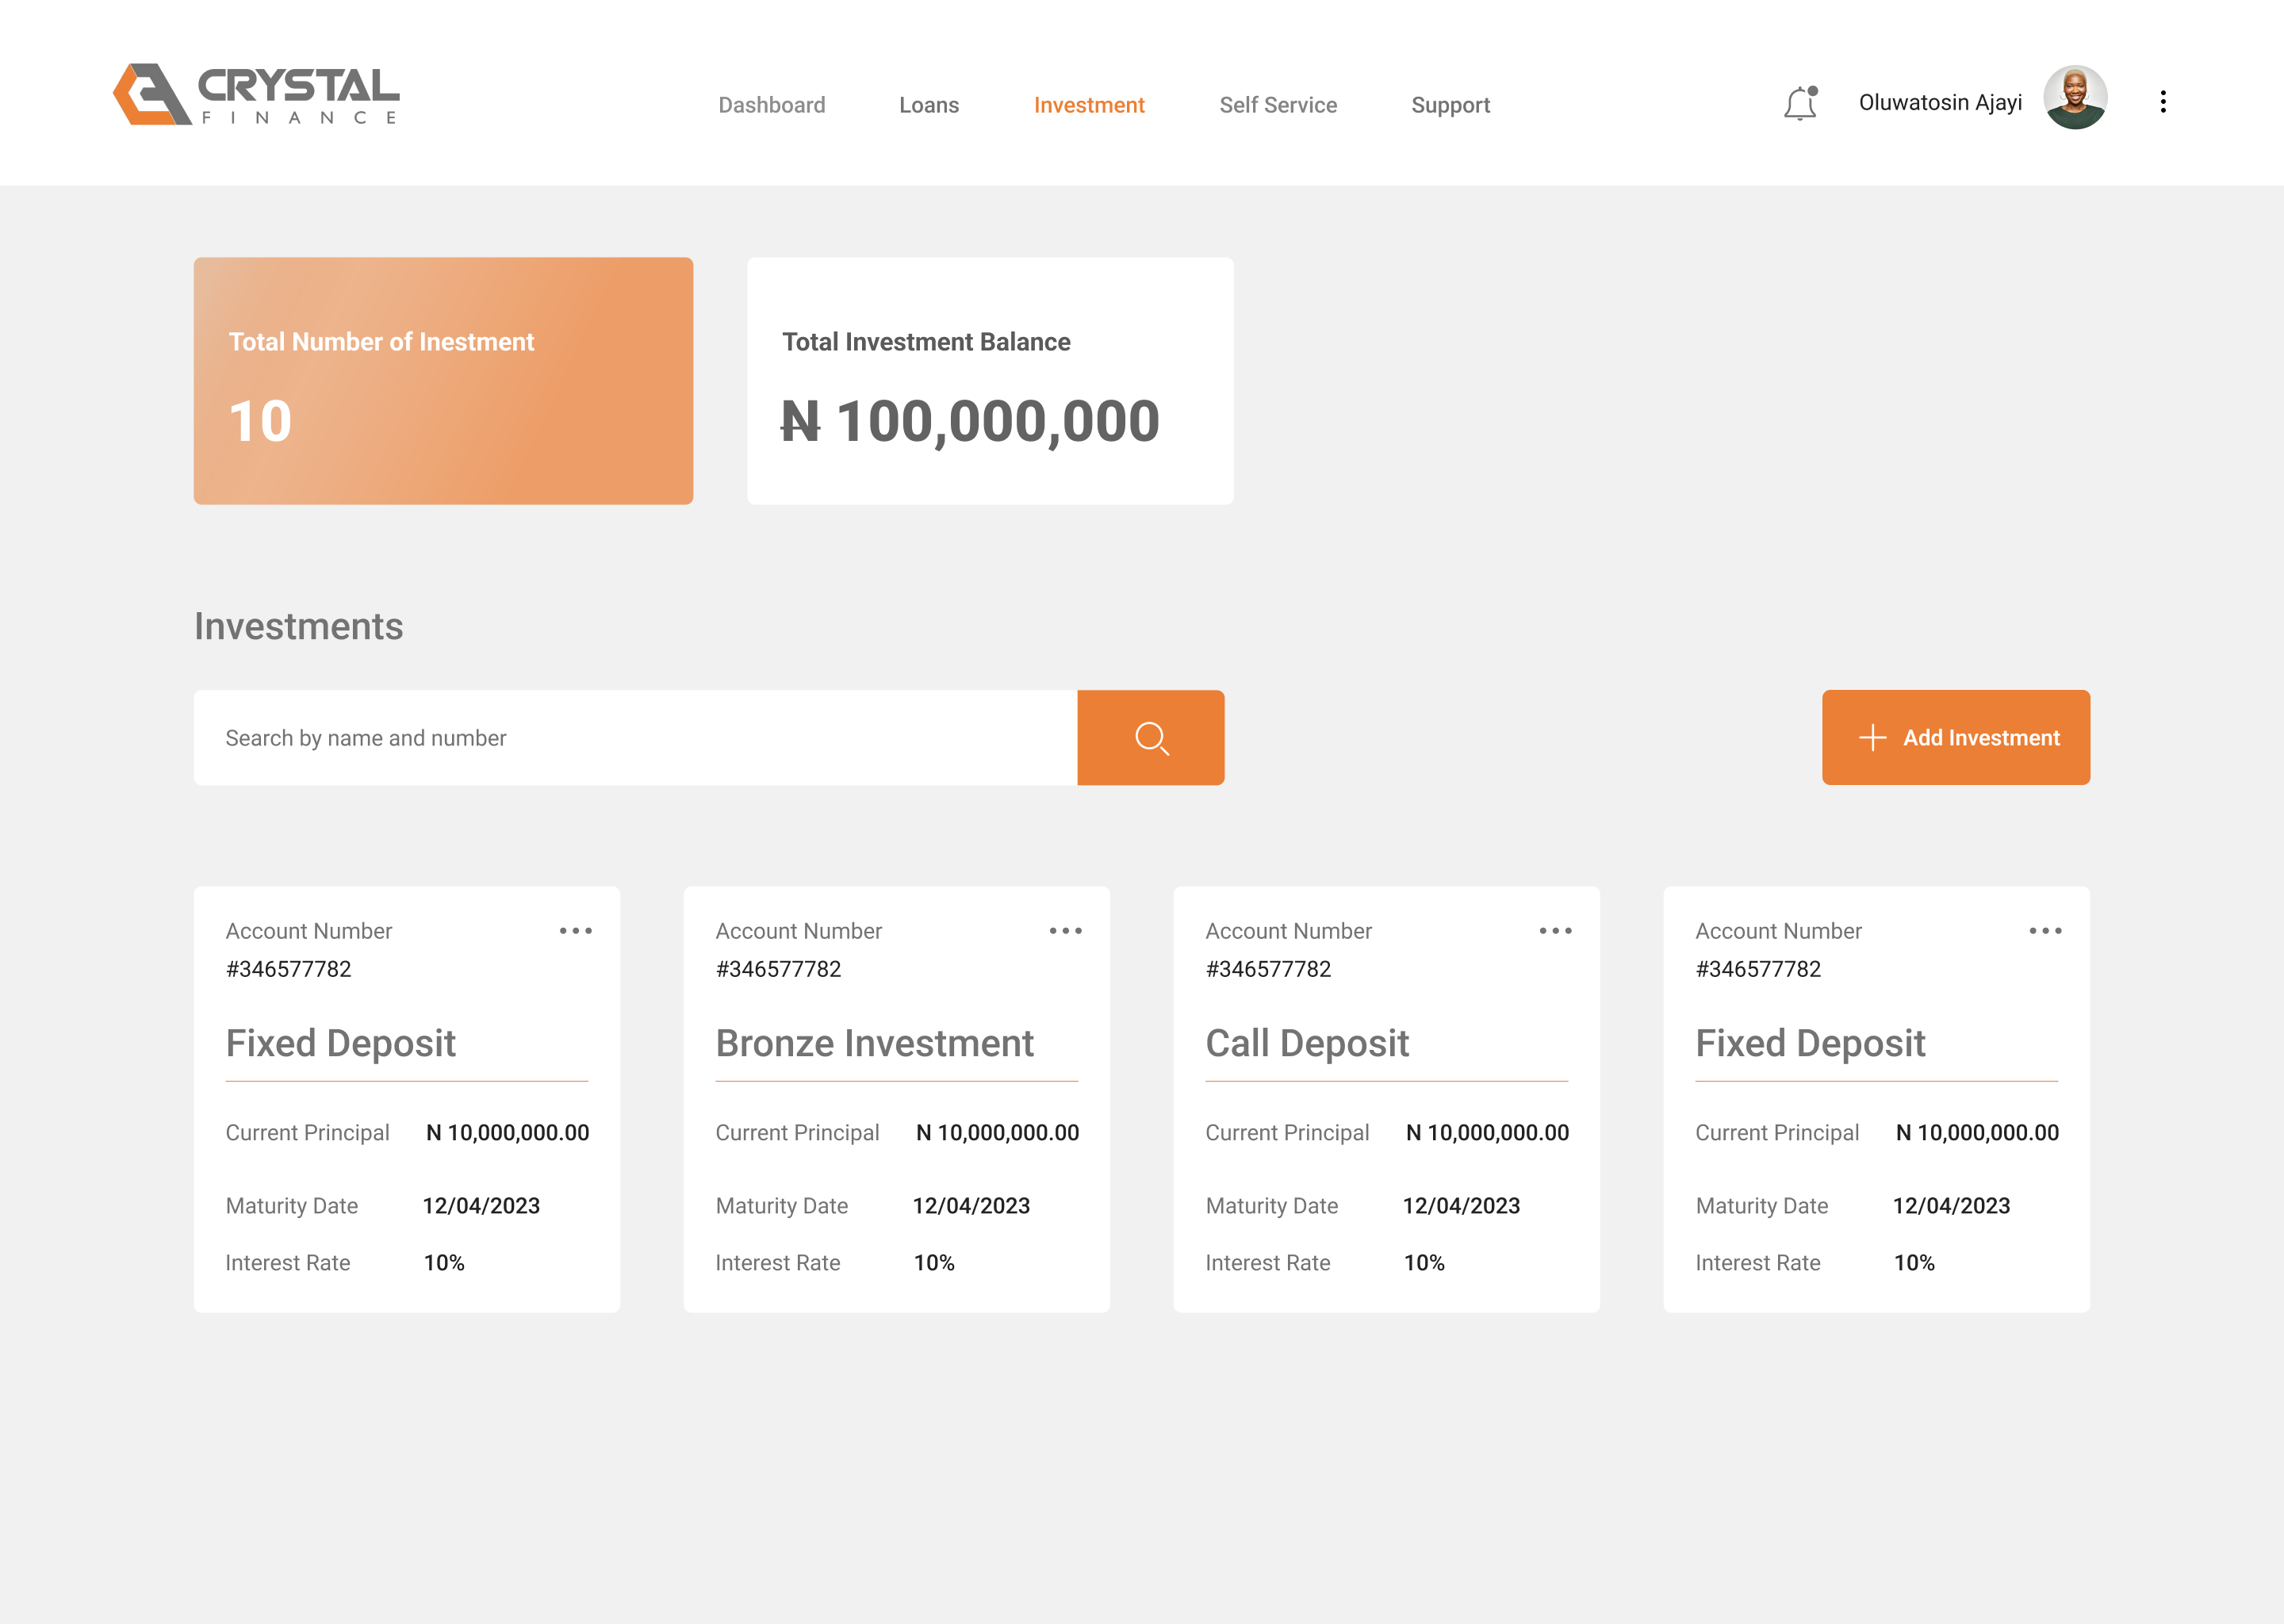 CRYSTAL
FINANCE
Dashboard
Loans
Investment
Self Service
Support
Oluwatosin Ajayi
Total Number of Inestment
10
Total Investment Balance
₦ 100,000,000
Investments
Search by name and number
Add Investment
Account Number
#346577782
Fixed Deposit
Current Principal N 10,000,000.00
Maturity Date 12/04/2023
Interest Rate 10%
Account Number
#346577782
Bronze Investment
Current Principal N 10,000,000.00
Maturity Date 12/04/2023
Interest Rate 10%
Account Number
#346577782
Call Deposit
Current Principal N 10,000,000.00
Maturity Date 12/04/2023
Interest Rate 10%
Account Number
#346577782
Fixed Deposit
Current Principal N 10,000,000.00
Maturity Date 12/04/2023
Interest Rate 10%